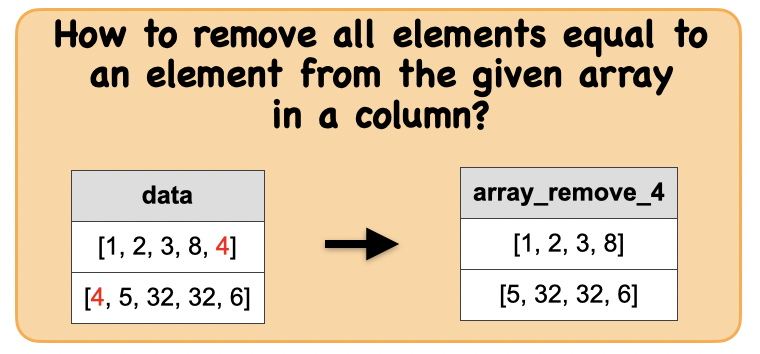 How to remove all elements equal to
an element from the given array
in a column?
data
[1, 2, 3, 8, 4]
[4, 5, 32, 32, 6]
array_remove_4
[1, 2, 3, 8]
[5, 32, 32, 6]